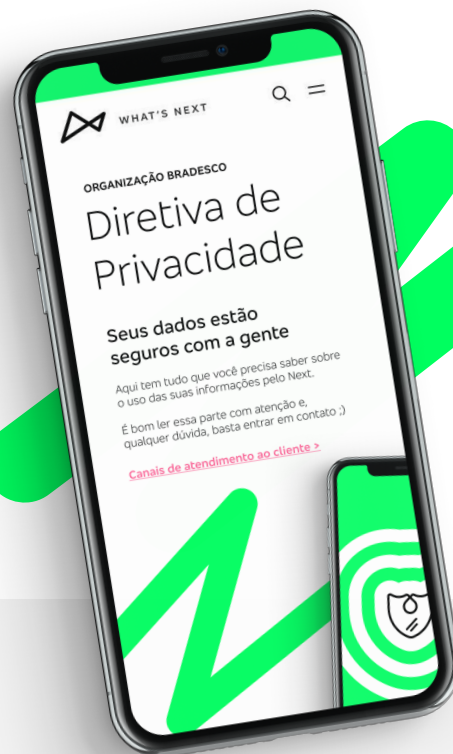 WHAT'S NEXT
ORGANIZAÇÃO BRADESCO
Diretiva de
Privacidade
Seus dados estão
seguros com a gente
Aqui tem tudo que você precisa saber sobre
o uso das suas informações pelo Next.
É bom ler essa parte com atenção e,
qualquer dúvida, basta entrar em contato ;)
Canais de atendimento ao cliente >